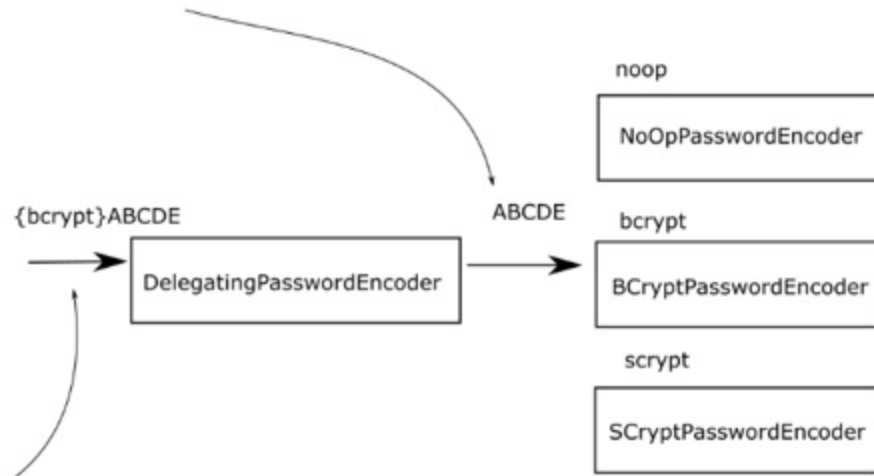 noop
NoOpPasswordEncoder
{bcrypt}ABCDE
ABCDE
bcrypt
DelegatingPasswordEncoder
BCryptPasswordEncoder
scrypt
SCryptPasswordEncoder